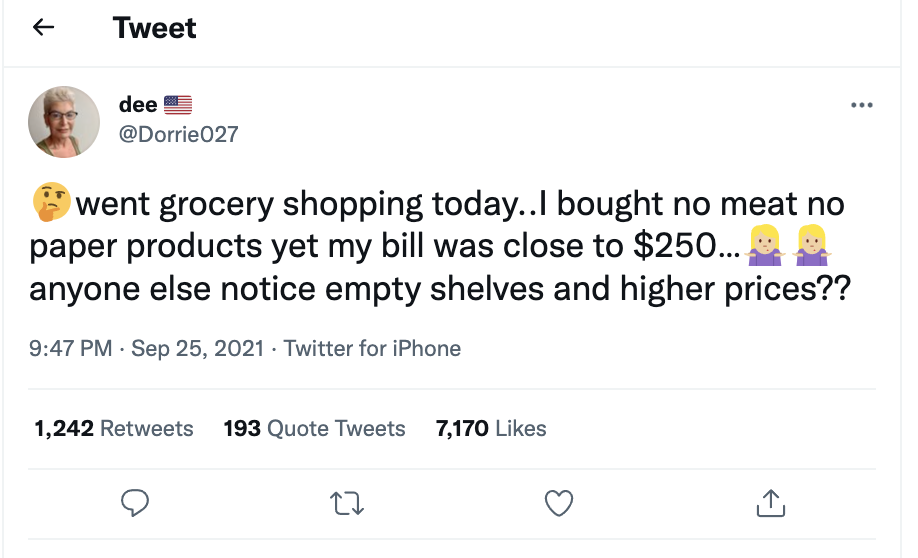 Tweet
dee 🇺🇸
@Dorrie027
🤔went grocery shopping today..I bought no meat no
paper products yet my bill was close to $250...🤷🏼‍♀️🤷🏼‍♀️
anyone else notice empty shelves and higher prices??
9:47 PM · Sep 25, 2021 · Twitter for iPhone
1,242 Retweets 193 Quote Tweets 7,170 Likes